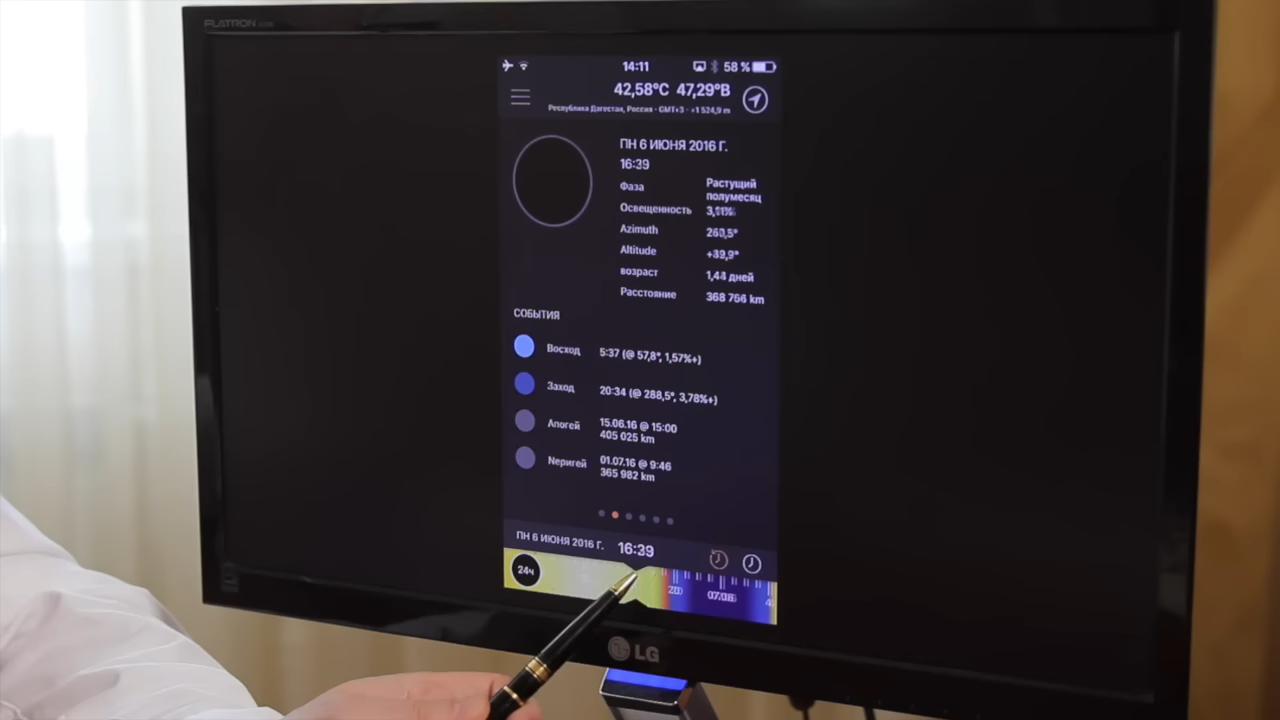 FLATRON
14:11 58 %
42,58°С 47,29°В
Республика Дагестан, Россия · GMT+3 · +1 524,9 m
ПН 6 ИЮНЯ 2016 Г.
16:39
Фаза Растущий
полумесяц
Освещенность
Azimuth 260,5°
Altitude +39,9°
возраст 1,44 дней
Расстояние 368 766 km
СОБЫТИЯ
Восход 5:37 (@ 57,8°, 1,57%+)
Заход 20:34 (@ 288,5°, 3,78%+)
Апогей 15.06.16 @ 15:00
405 025 km
Перигей 01.07.16 @ 9:46
365 982 km
ПН 6 ИЮНЯ 2016 Г. 16:39
24ч
LG